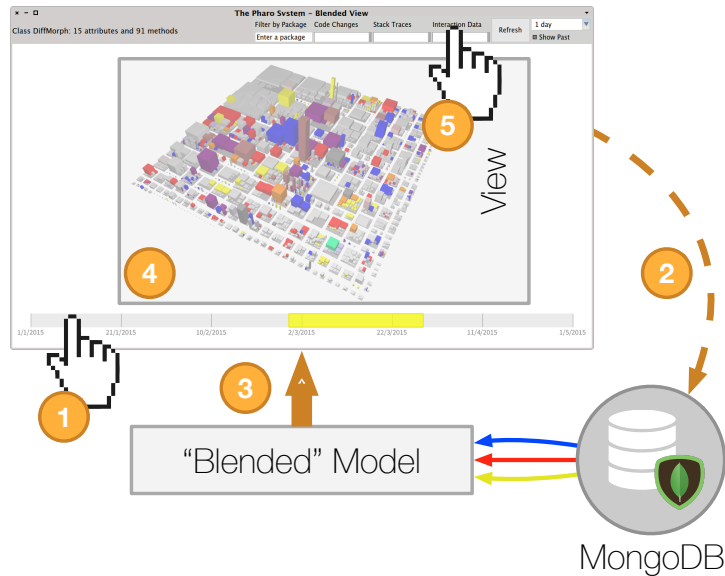 The Pharo System – Blended View
Class DiffMorph: 15 attributes and 91 methods
Filter by Package Code Changes Stack Traces Interaction Data
Enter a package
Refresh
1 day
Show Past
5
View
4
2
1/1/2015 21/1/2015 10/2/2015 2/3/2015 22/3/2015 11/4/2015 1/5/2015
3
1
“Blended” Model
MongoDB